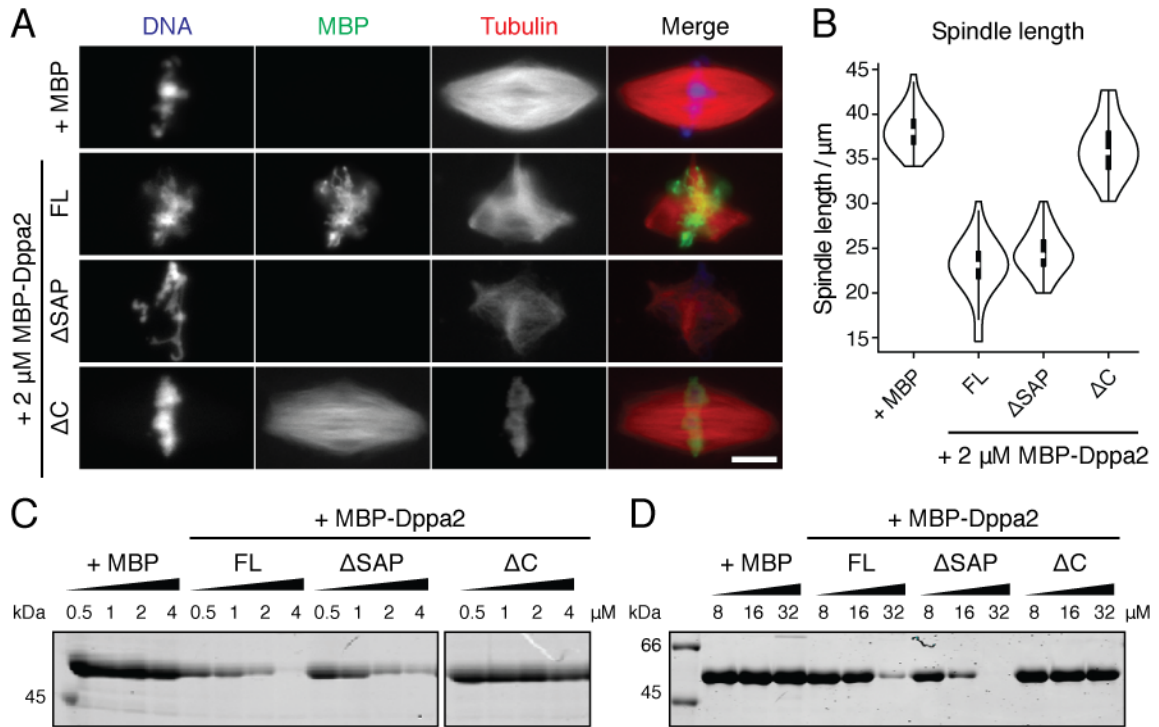 A
DNA MBP Tubulin Merge
+ MBP
+ 2 µM MBP-Dppa2
FL
ΔSAP
ΔC
B
Spindle length
Spindle length / µm
45
35
30
25
20
15
+ MBP FL ΔSAP ΔC
+ 2 µM MBP-Dppa2
C
+ MBP-Dppa2
+ MBP FL ΔSAP ΔC
kDa 0.5 1 2 4 0.5 1 2 4 0.5 1 2 4 0.5 1 2 4 µM
45
D
+ MBP-Dppa2
+ MBP FL ΔSAP ΔC
kDa 8 16 32 8 16 32 8 16 32 8 16 32 µM
66
45